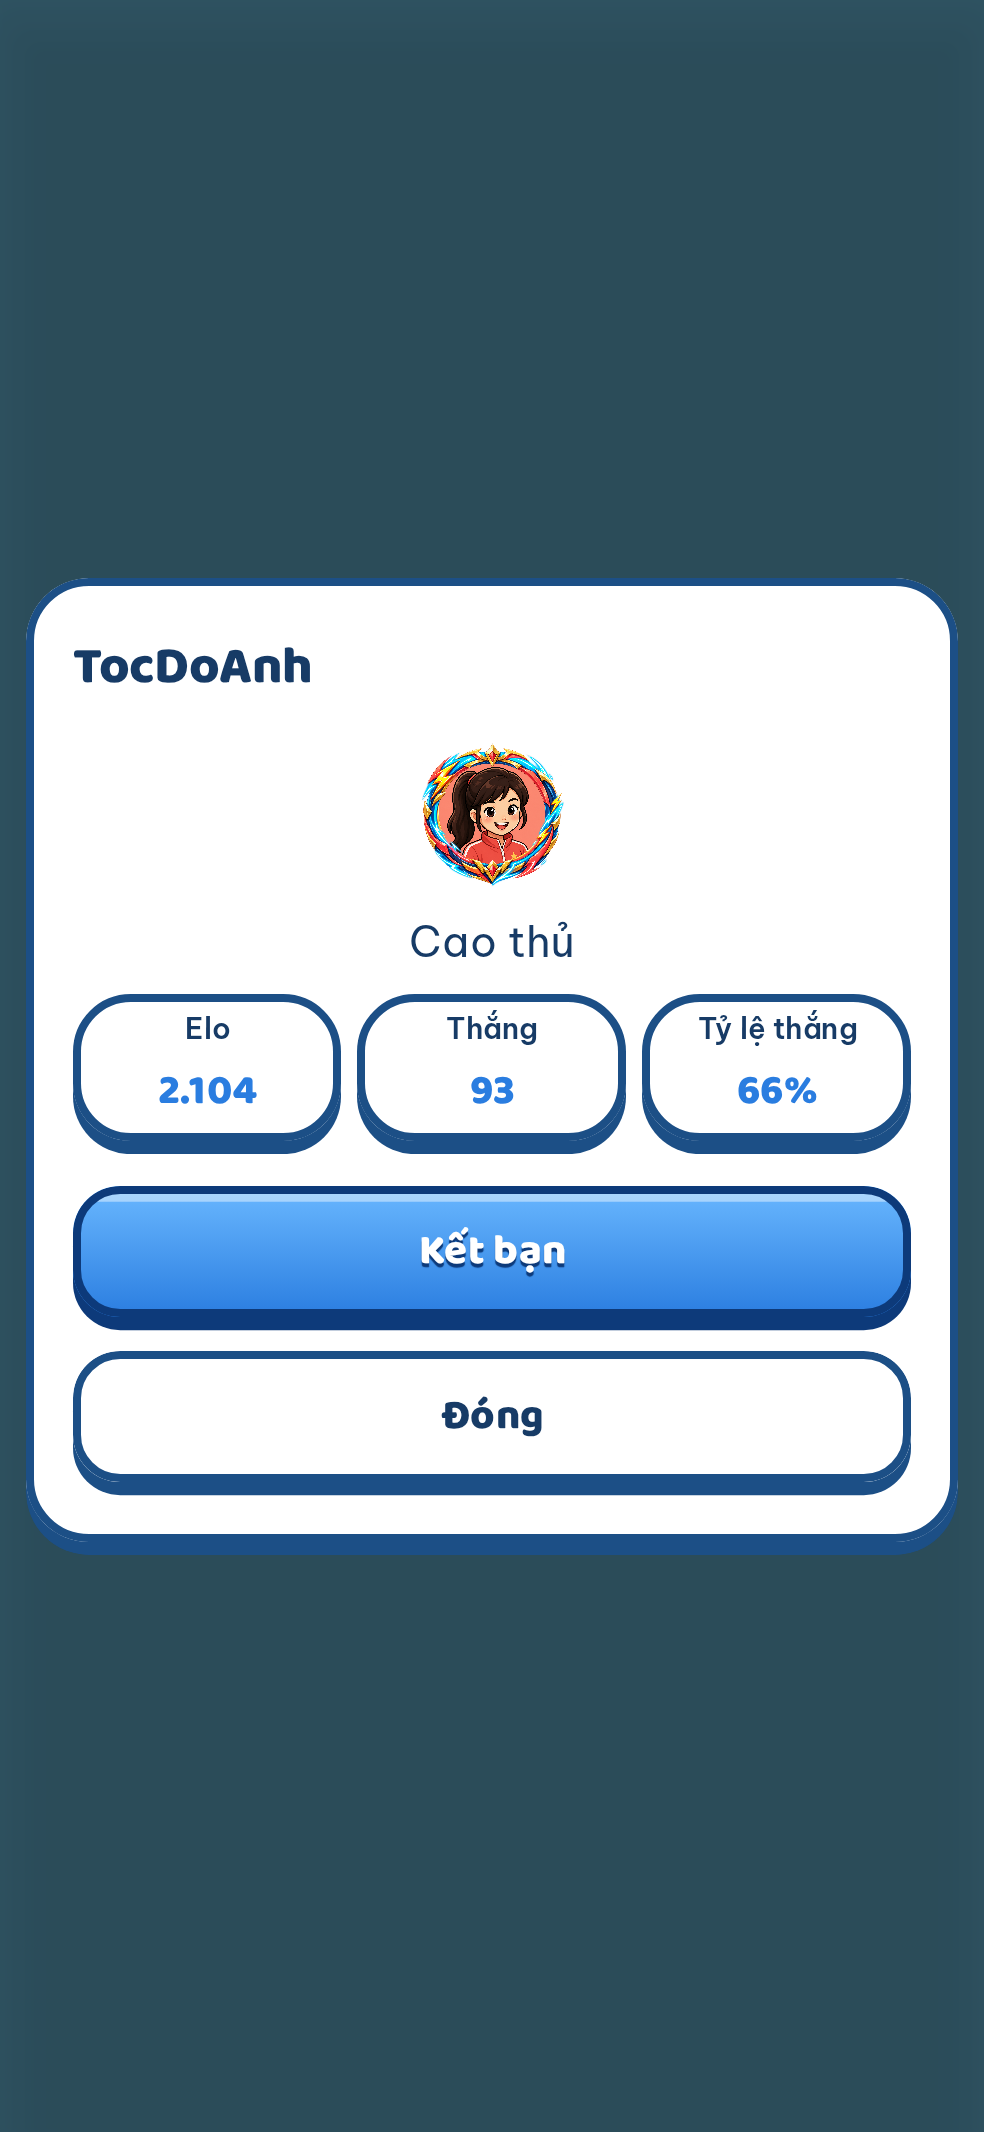 TocDoAnh
Cao thủ
Elo
2.104
Thắng
93
Tỷ lệ thắng
66%
Kết bạn
Đóng